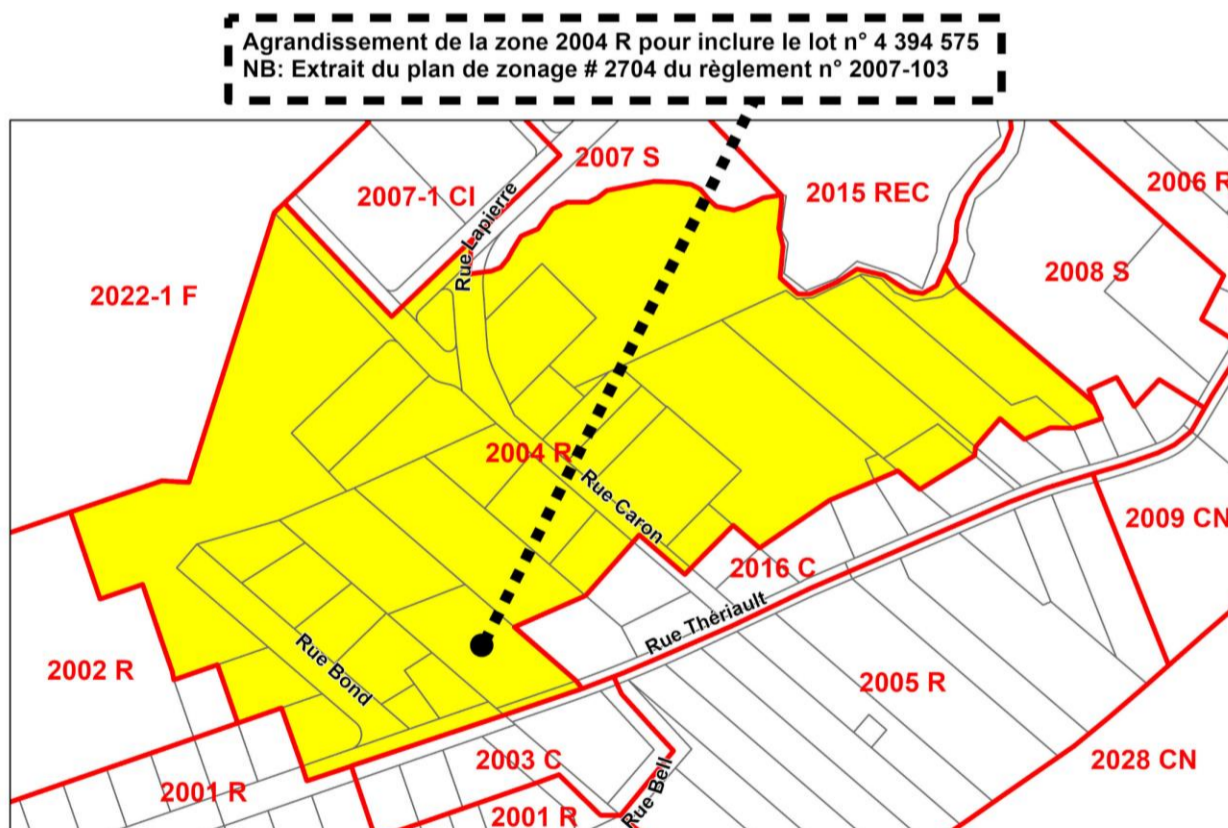 Agrandissement de la zone 2004 R pour inclure le lot n° 4 394 575
NB: Extrait du plan de zonage # 2704 du règlement n° 2007-103
2007 S
2007-1 CI
2015 REC
2006 R
Rue Lapierre
2022-1 F
2008 S
2004 R
Rue Caron
2009 CN
2016 C
Rue Thériault
Rue Bond
2002 R
2005 R
2003 C
2028 CN
2001 R
2001 R
Rue Bell